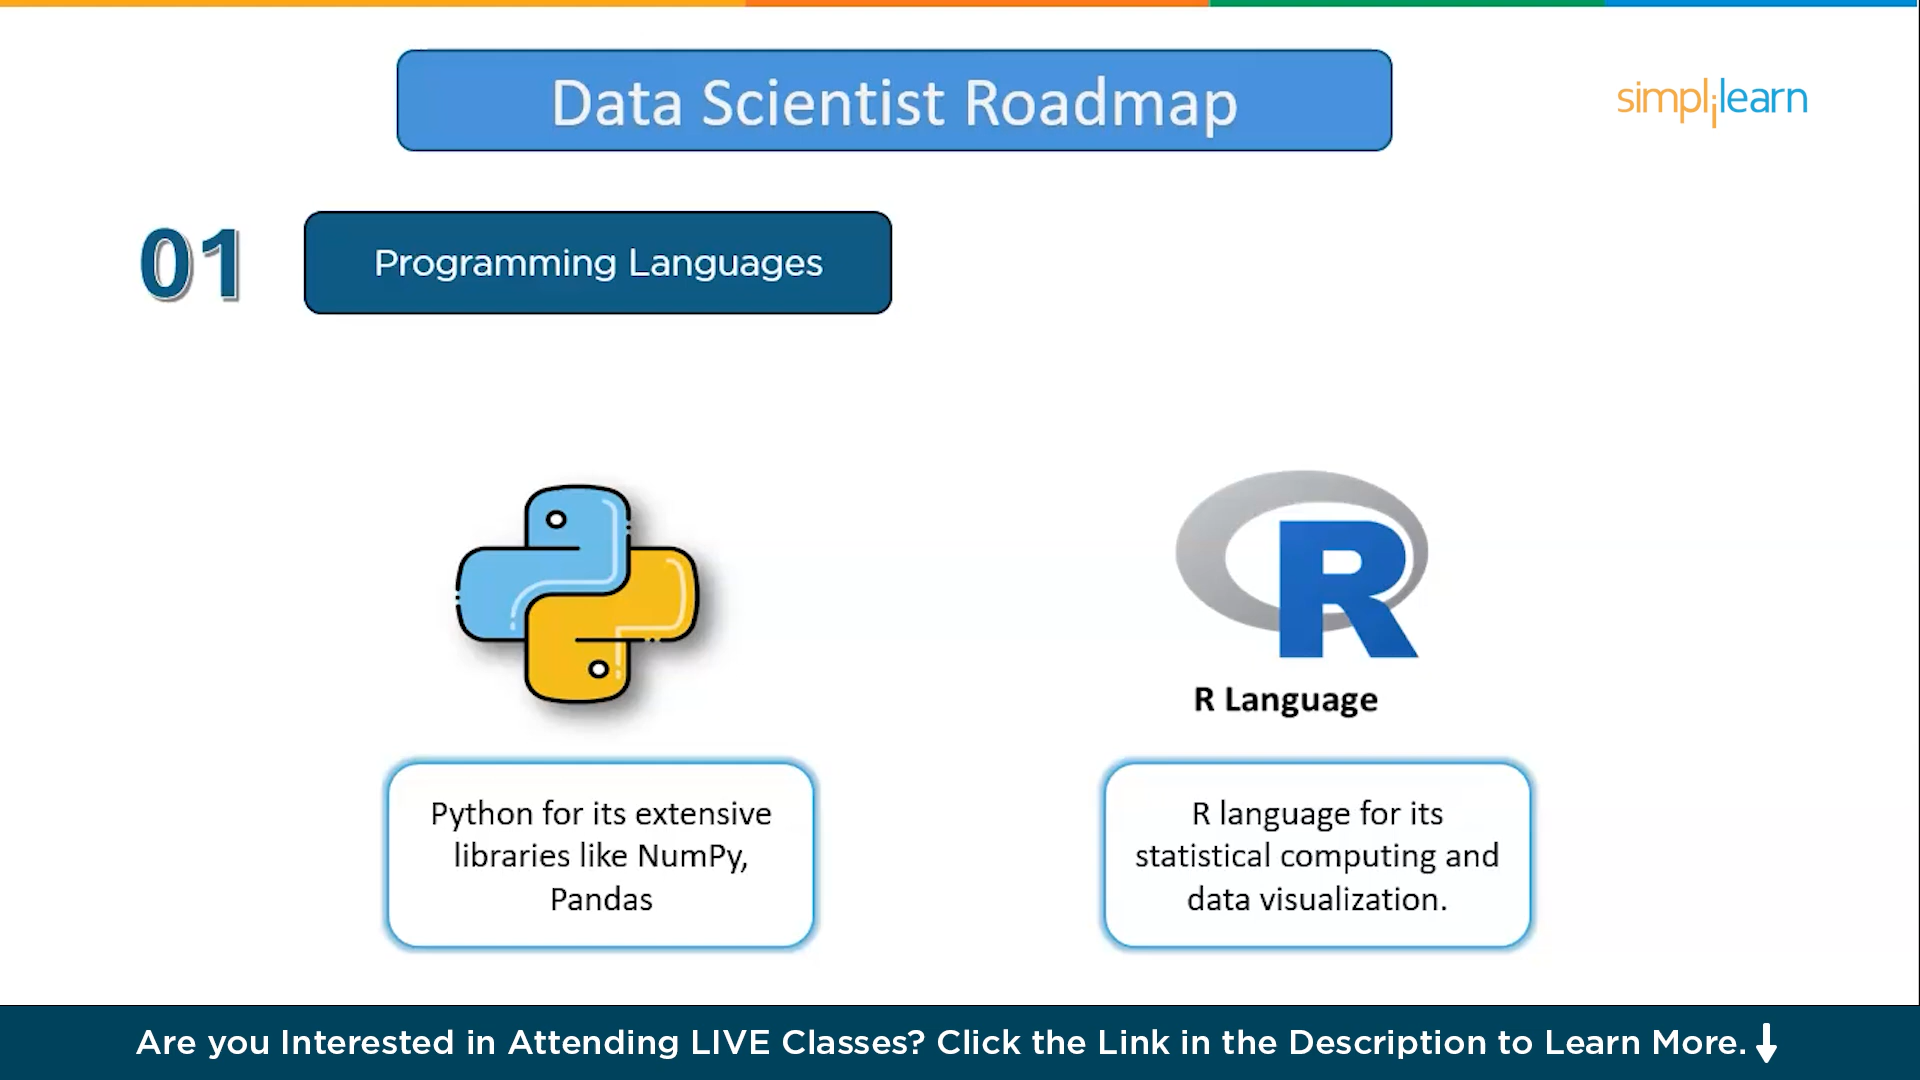 Data Scientist Roadmap
simplilearn
01
Programming Languages
R Language
Python for its extensive
libraries like NumPy,
Pandas
R language for its
statistical computing and
data visualization.
Are you Interested in Attending LIVE Classes? Click the Link in the Description to Learn More.